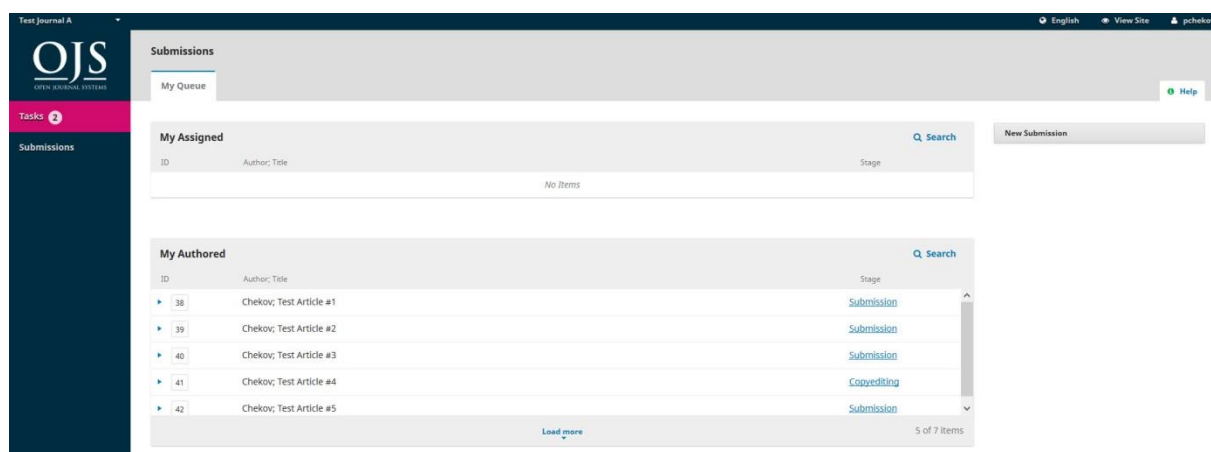 Test Journal A English View Site
OJS
OPEN JOURNAL SYSTEMS
Tasks 2
Submissions
Submissions
My Queue
Help
My Assigned Search
ID Author; Title Stage
No Items
New Submission
My Authored Search
ID Author; Title Stage
38 Chekov; Test Article #1 Submission
39 Chekov; Test Article #2 Submission
40 Chekov; Test Article #3 Submission
41 Chekov; Test Article #4 Copyediting
42 Chekov; Test Article #5 Submission
Load more 5 of 7 items